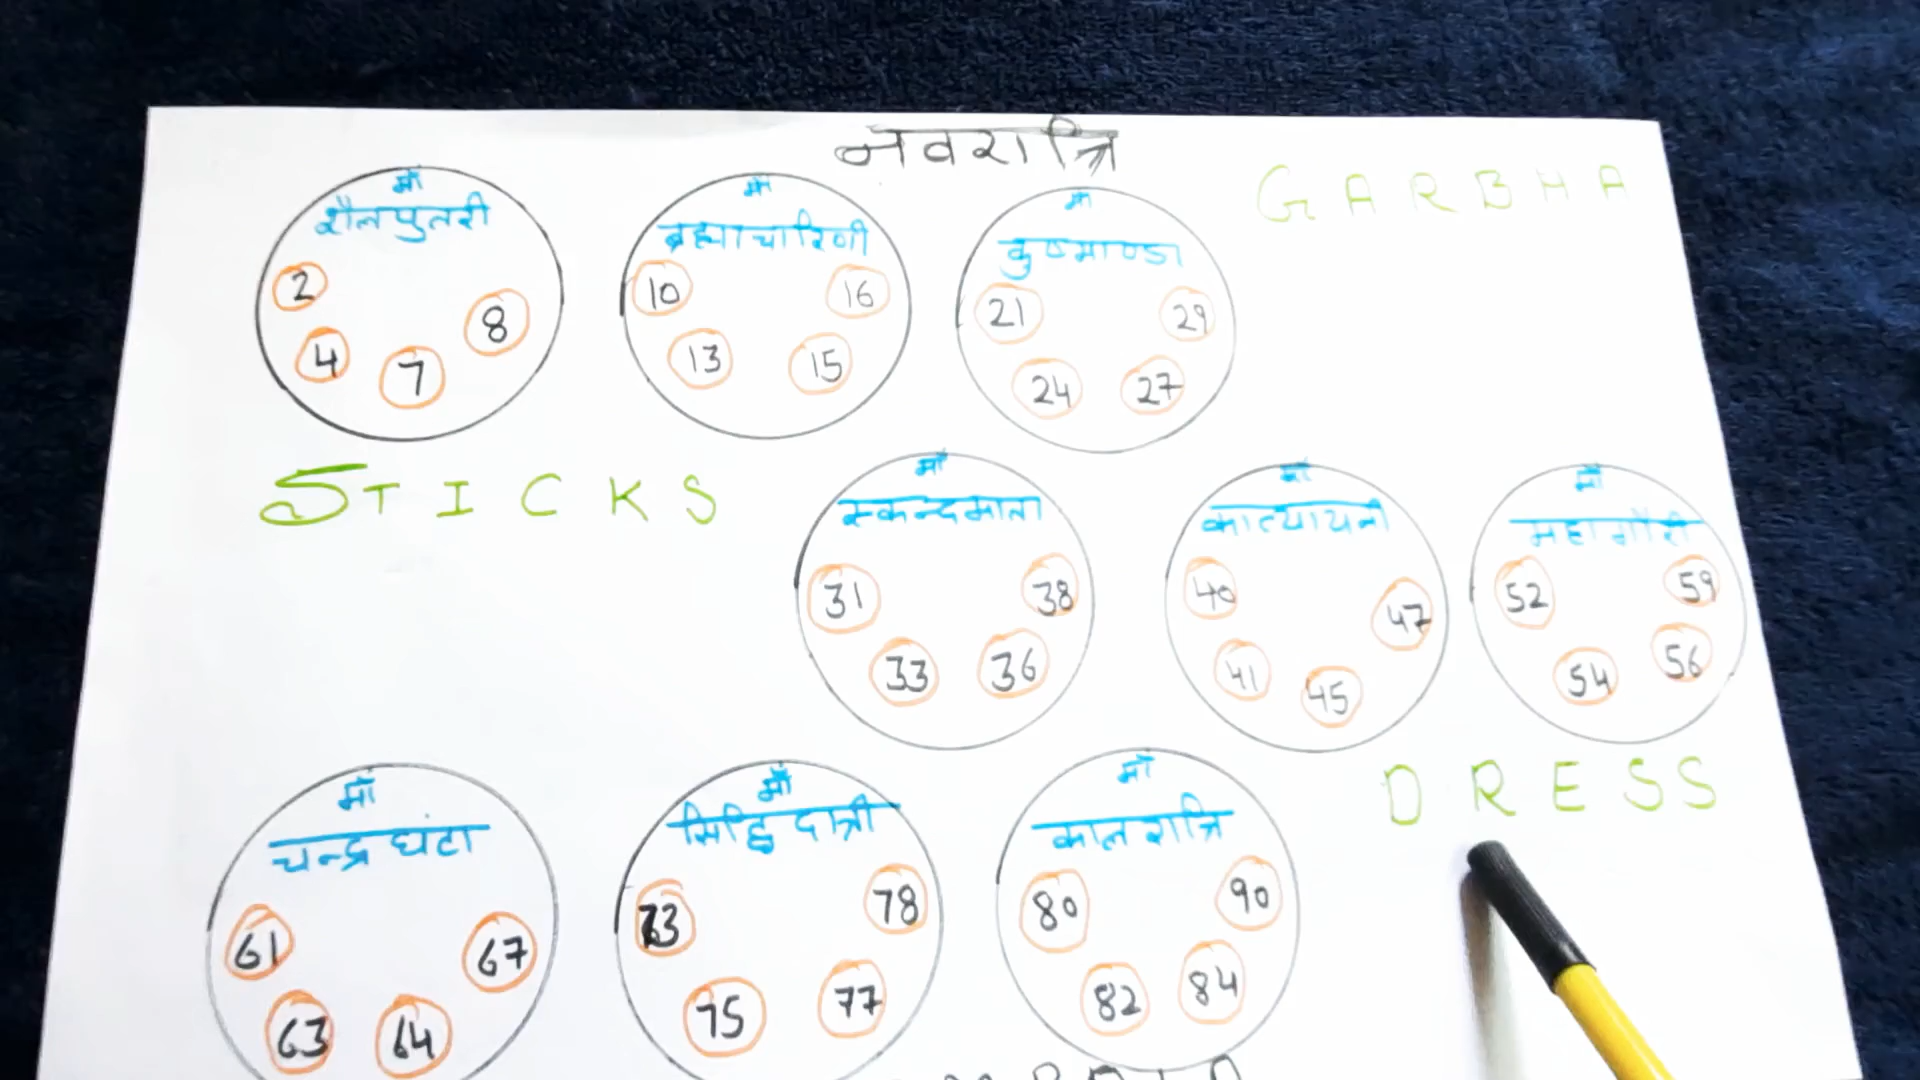 नवरात्रि
माँ
शैलपुतरी
2 4 7 8
माँ
ब्रह्माचारिणी
10 13 15 16
माँ
कुष्माण्डा
21 24 27 29
GARBHA
STICKS
माँ
स्कन्दमाता
31 33 36 38
माँ
कात्यायनी
40 41 45 47
माँ
महागौरी
52 54 56 59
माँ
चन्द्रघंटा
61 63 64 67
माँ
सिद्धिदात्री
73 75 77 78
माँ
कालरात्रि
80 82 84 90
DRESS